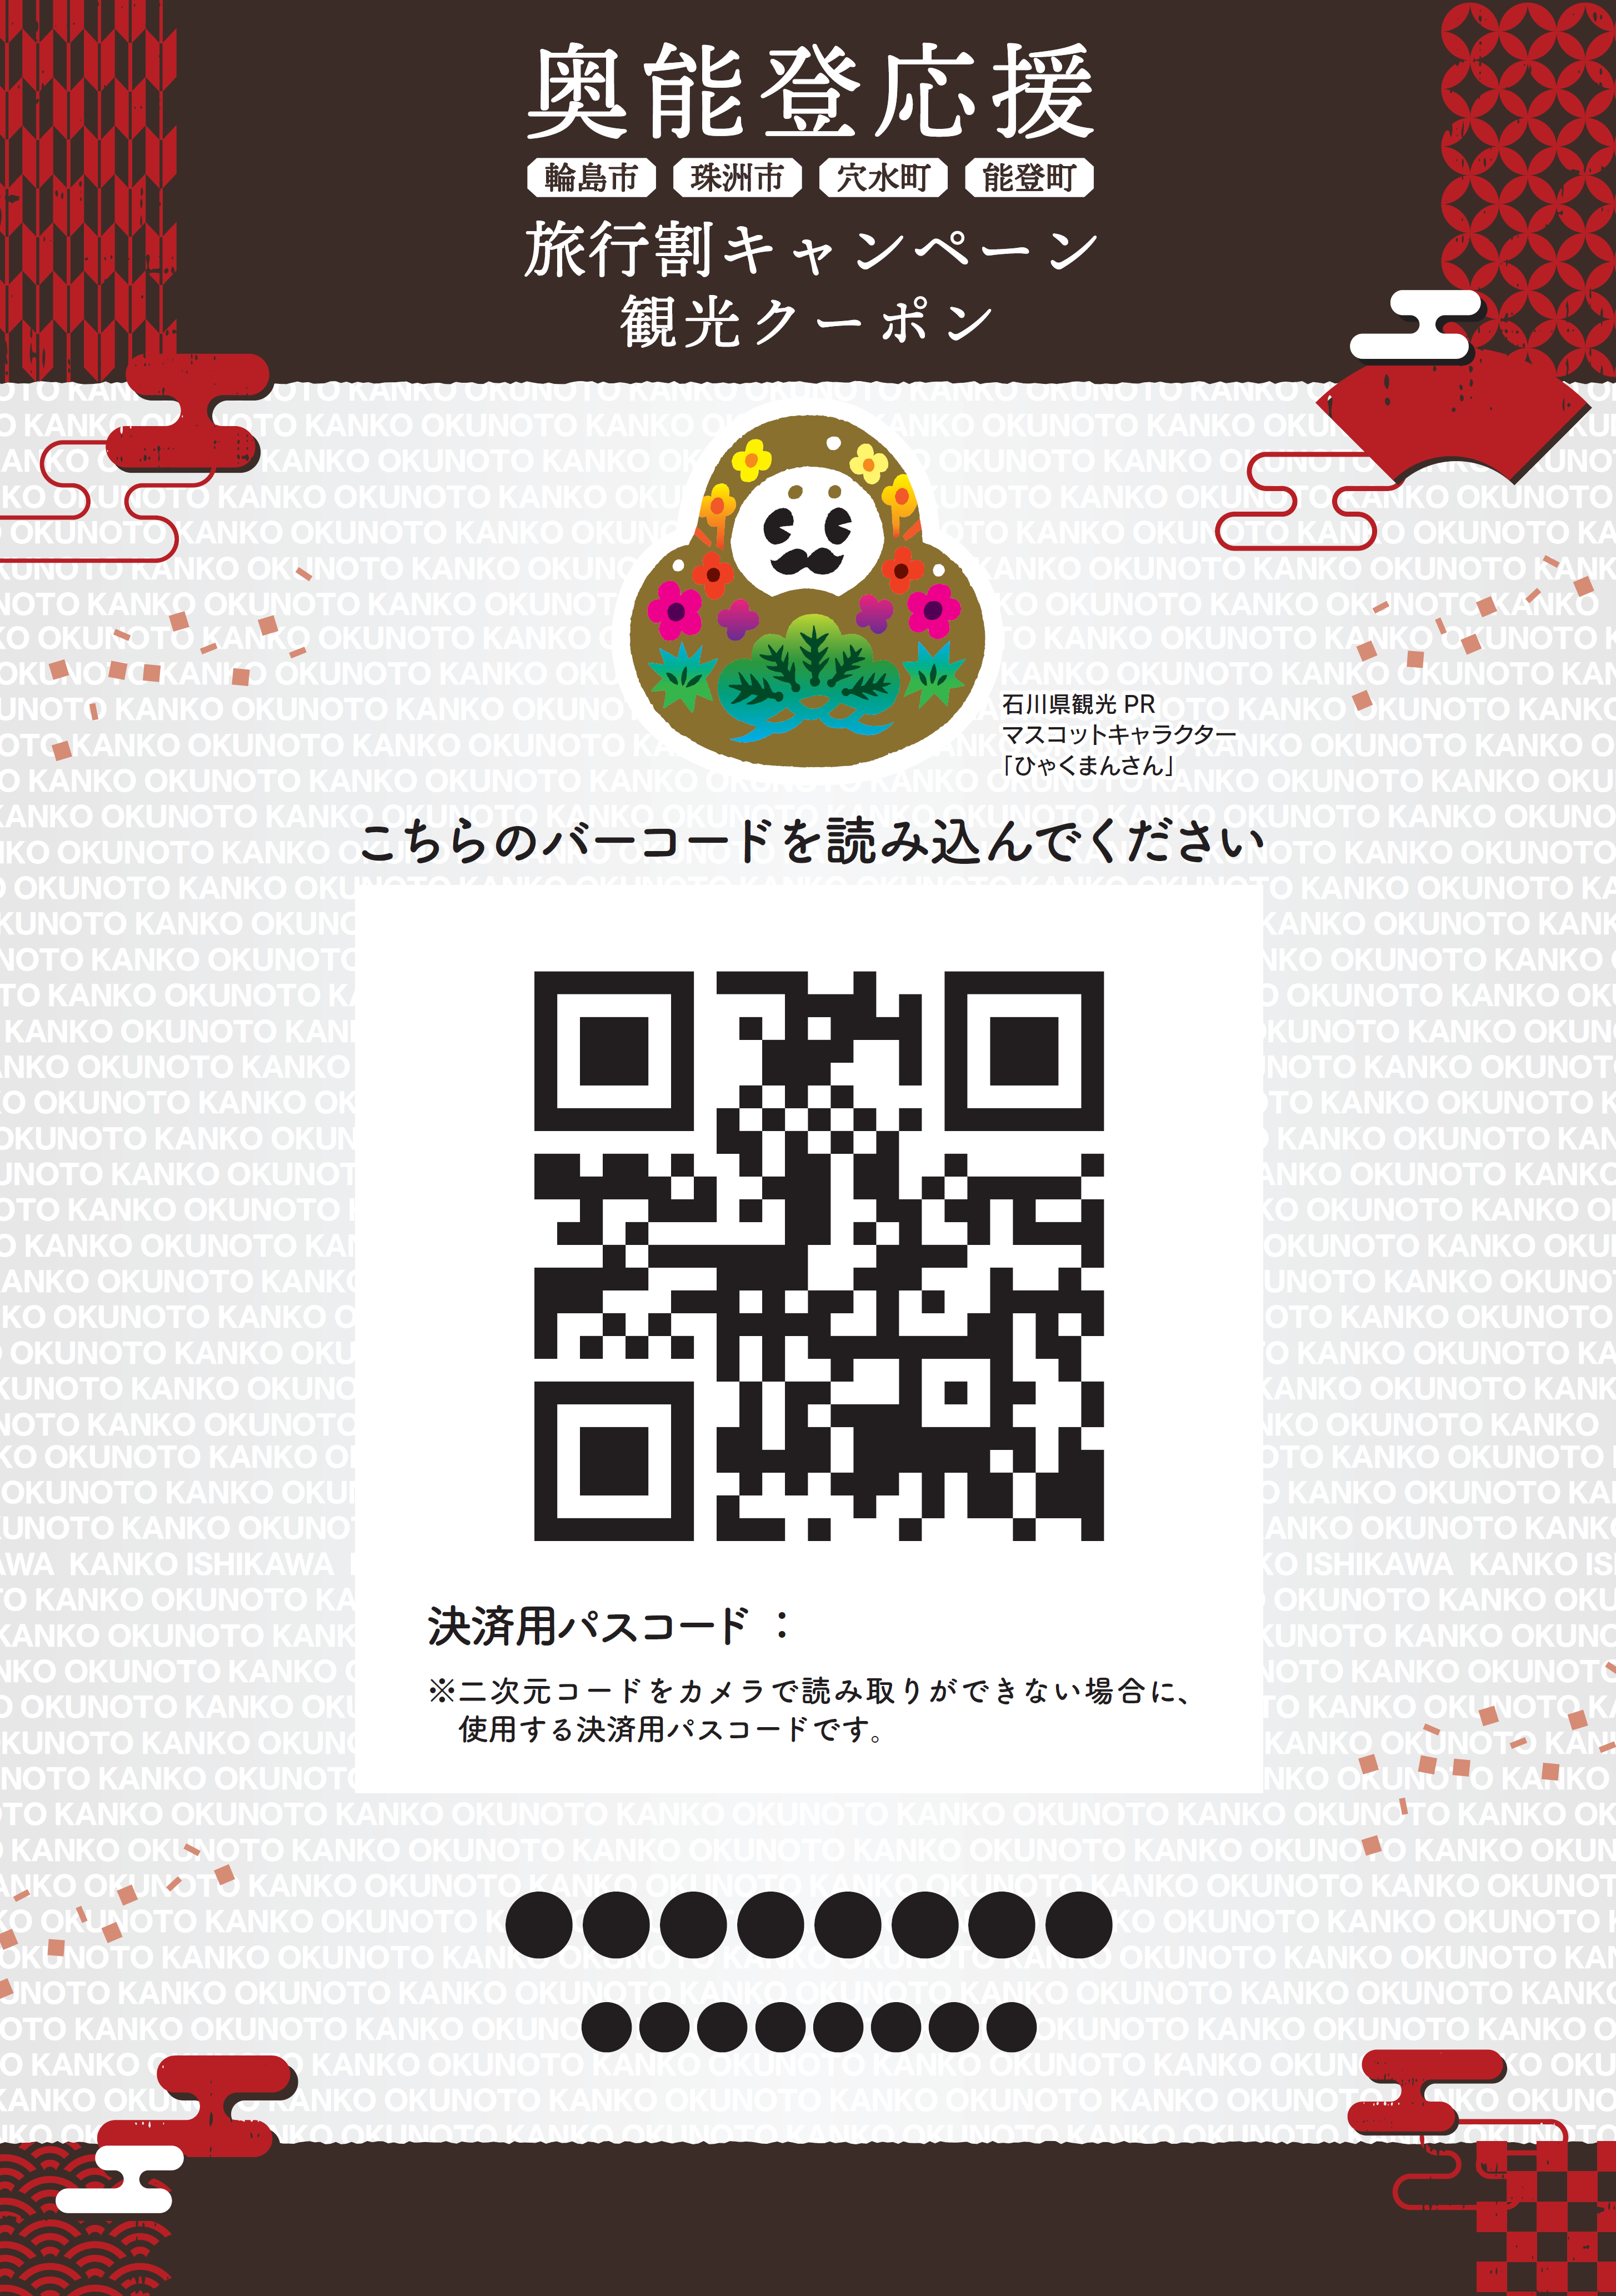 奥能登応援
輪島市 珠洲市 穴水町 能登町
旅行割キャンペーン
観光クーポン
石川県観光 PR
マスコットキャラクター
「ひゃくまんさん」
こちらのバーコードを読み込んでください
決済用パスコード ：
※二次元コードをカメラで読み取りができない場合に、
使用する決済用パスコードです。
●●●●●●●●
●●●●●●●●